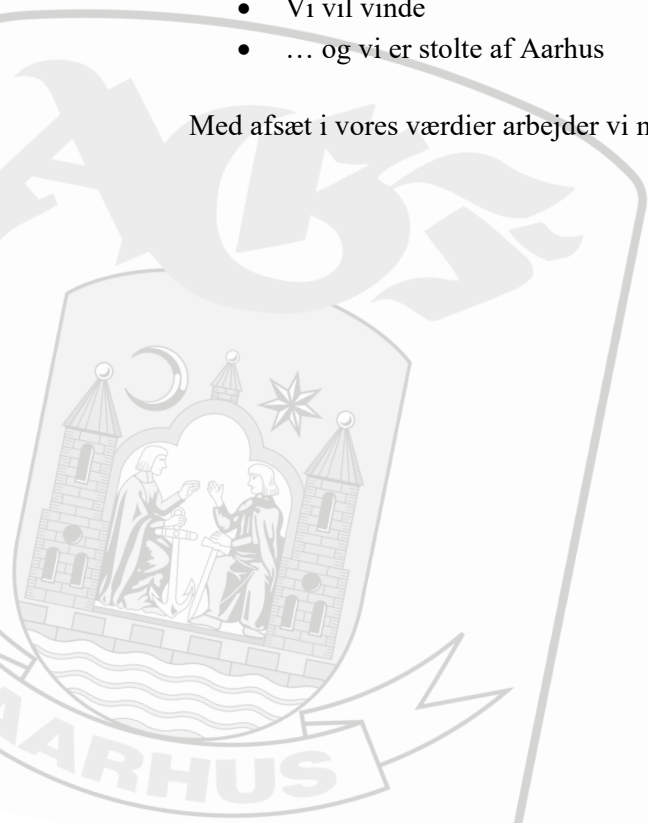 • Vi vil vinde
• … og vi er stolte af Aarhus
Med afsæt i vores værdier arbejder vi
AGF
AARHUS